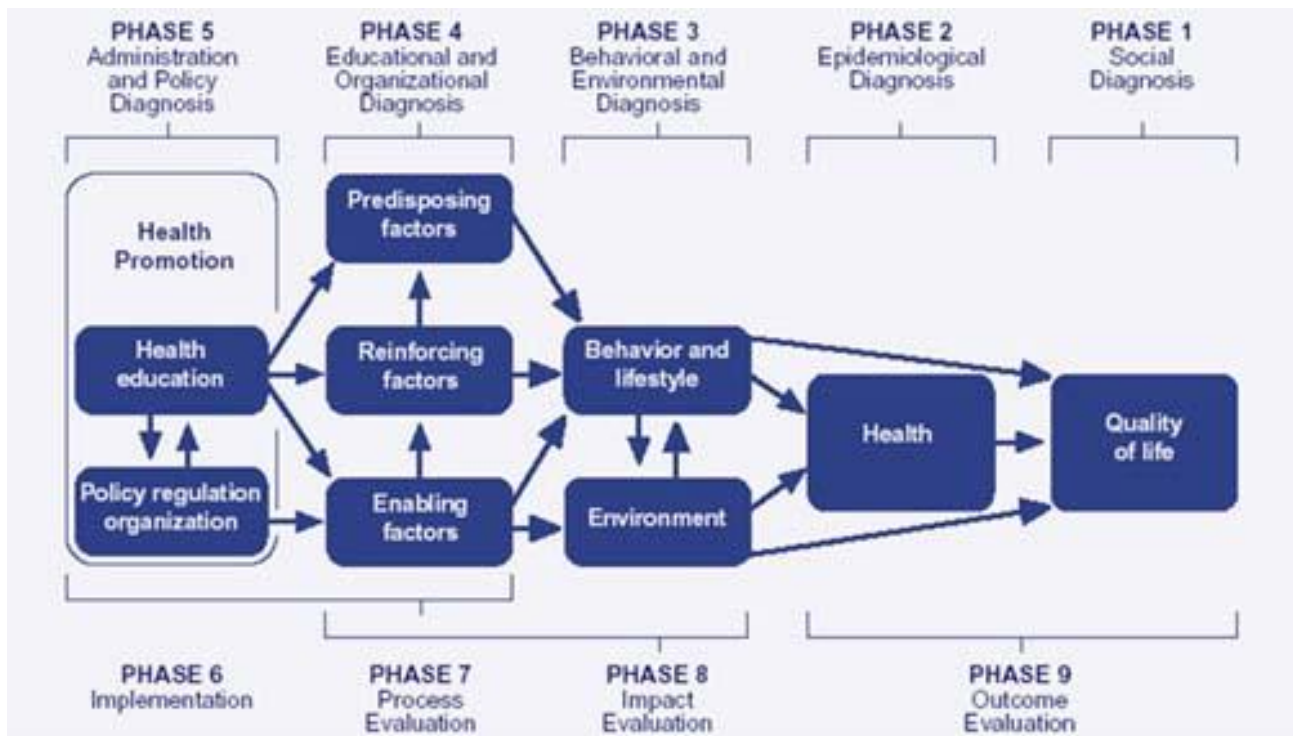 PHASE 5
Administration
and Policy
Diagnosis
PHASE 4
Educational and
Organizational
Diagnosis
PHASE 3
Behavioral and
Environmental
Diagnosis
PHASE 2
Epidemiological
Diagnosis
PHASE 1
Social
Diagnosis
Health
Promotion
Predisposing
factors
Health
education
Reinforcing
factors
Behavior and
lifestyle
Health
Quality
of life
Policy regulation
organization
Enabling
factors
Environment
PHASE 6
Implementation
PHASE 7
Process
Evaluation
PHASE 8
Impact
Evaluation
PHASE 9
Outcome
Evaluation